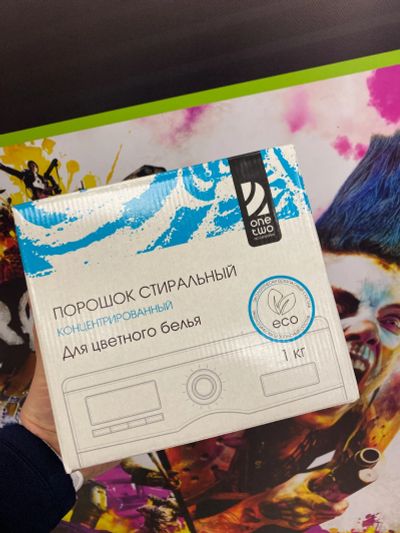 one
two
ПОРОШОК СТИРАЛЬНЫЙ
КОНЦЕНТРИРОВАННЫЙ
Для цветного белья
eco
1 кг